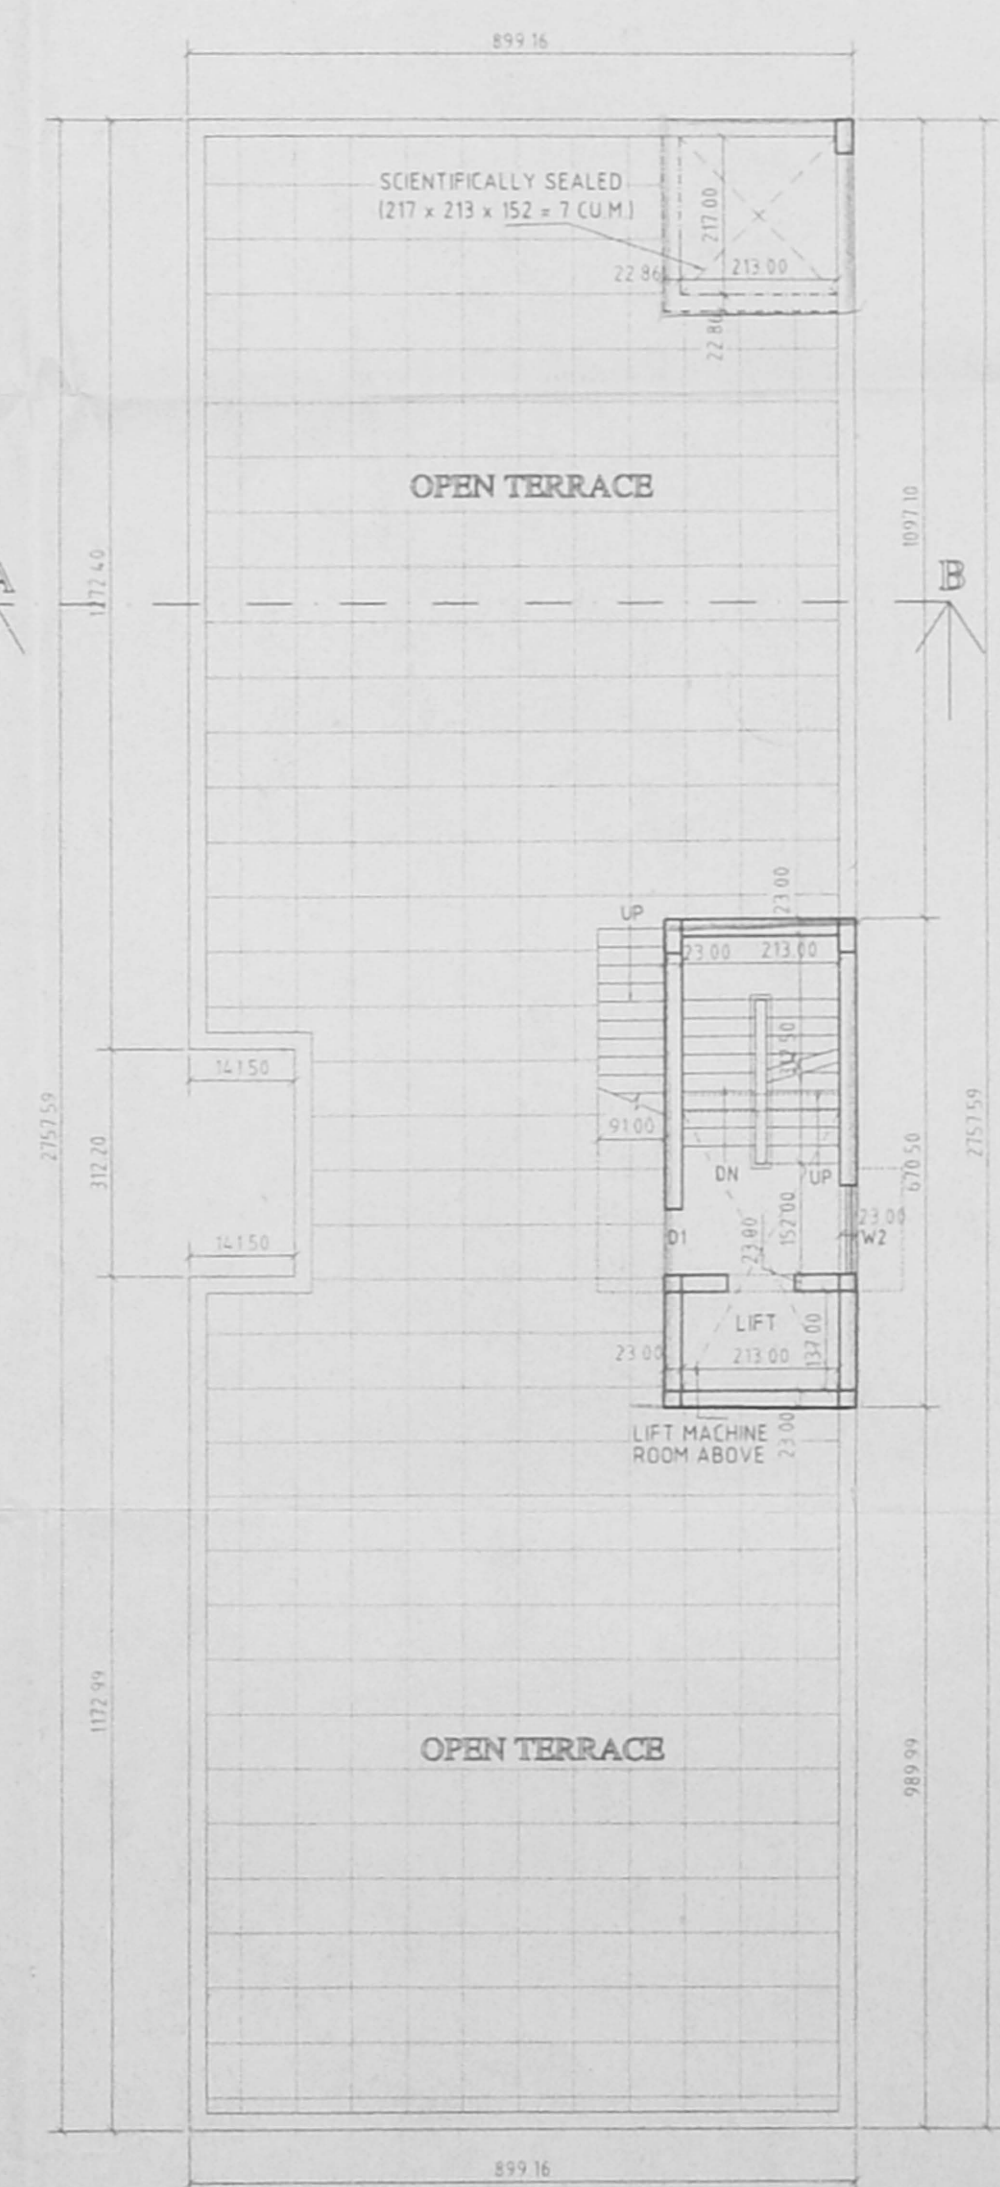 899.16
SCIENTIFICALLY SEALED
(217 x 213 x 152 = 7 CU.M.)
217.00
22.86
213.00
22.86
OPEN TERRACE
1097.10
1272.40
B
23.00
UP
23.00 213.00
141.50
91.00
2757.59
312.20
2757.59
670.50
DN
UP
152.00
23.00
23.00
D1
W2
141.50
LIFT
137.00
23.00
213.00
LIFT MACHINE
ROOM ABOVE
23.00
1172.99
OPEN TERRACE
989.99
899.16